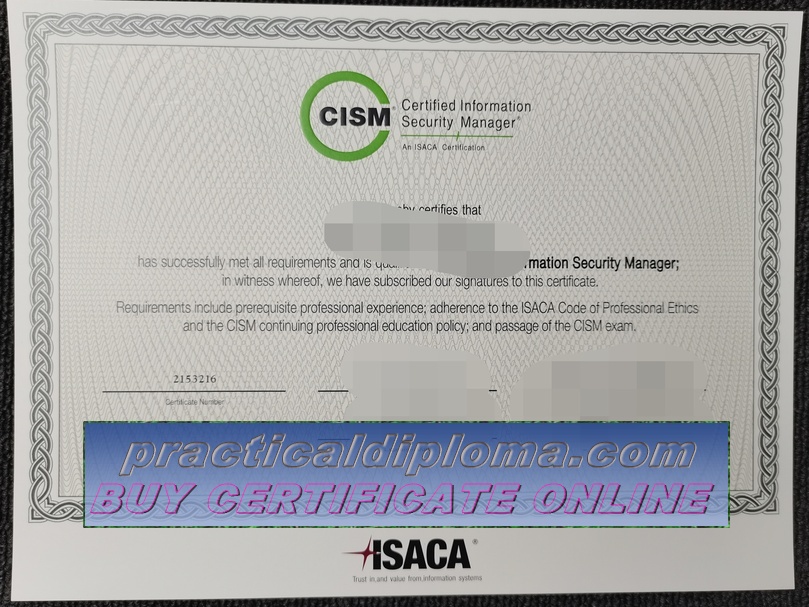 CISM®
Certified Information
Security Manager®
An ISACA Certification
certifies that
has successfully met all requirements and is Information Security Manager;
in witness whereof, we have subscribed our signatures to this certificate.
Requirements include prerequisite professional experience; adherence to the ISACA Code of Professional Ethics
and the CISM continuing professional education policy; and passage of the CISM exam.
2153216
Certificate Number
practicaldiploma.com
BUY CERTIFICATE ONLINE
ISACA®
Trust in, and value from, information systems